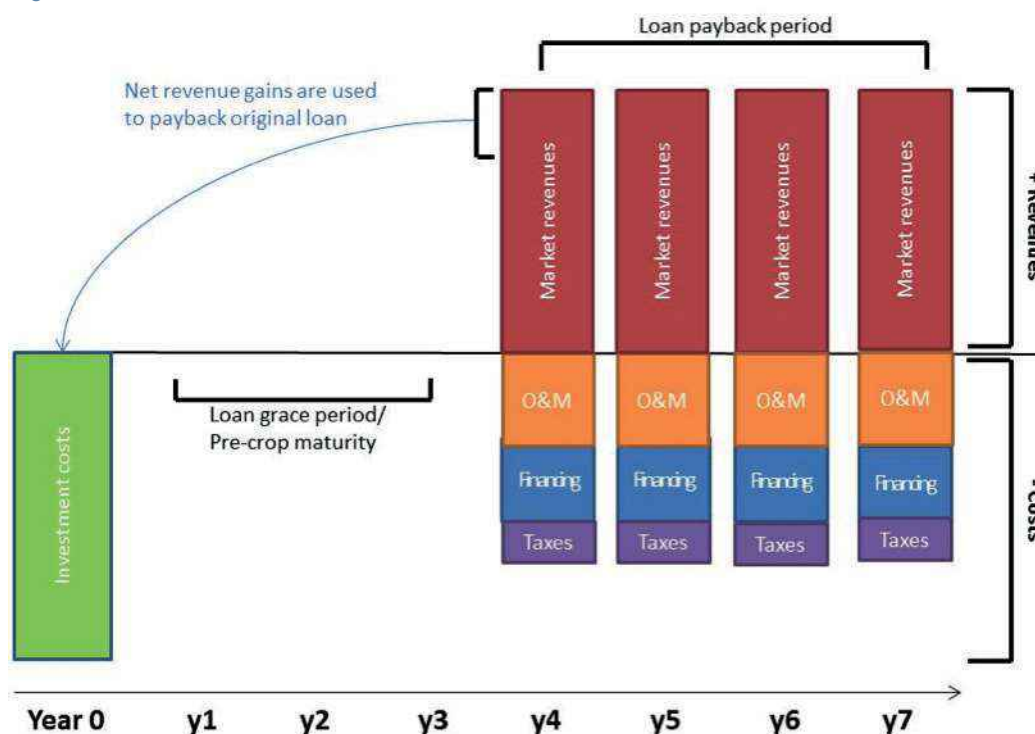 Loan payback period
Net revenue gains are used
to payback original loan
Market revenues
Market revenues
Market revenues
Market revenues
+ Revenues
Investment costs
Loan grace period/
Pre-crop maturity
O&M
O&M
O&M
O&M
Financing
Financing
Financing
Financing
Taxes
Taxes
Taxes
Taxes
Costs
Year 0 y1 y2 y3 y4 y5 y6 y7